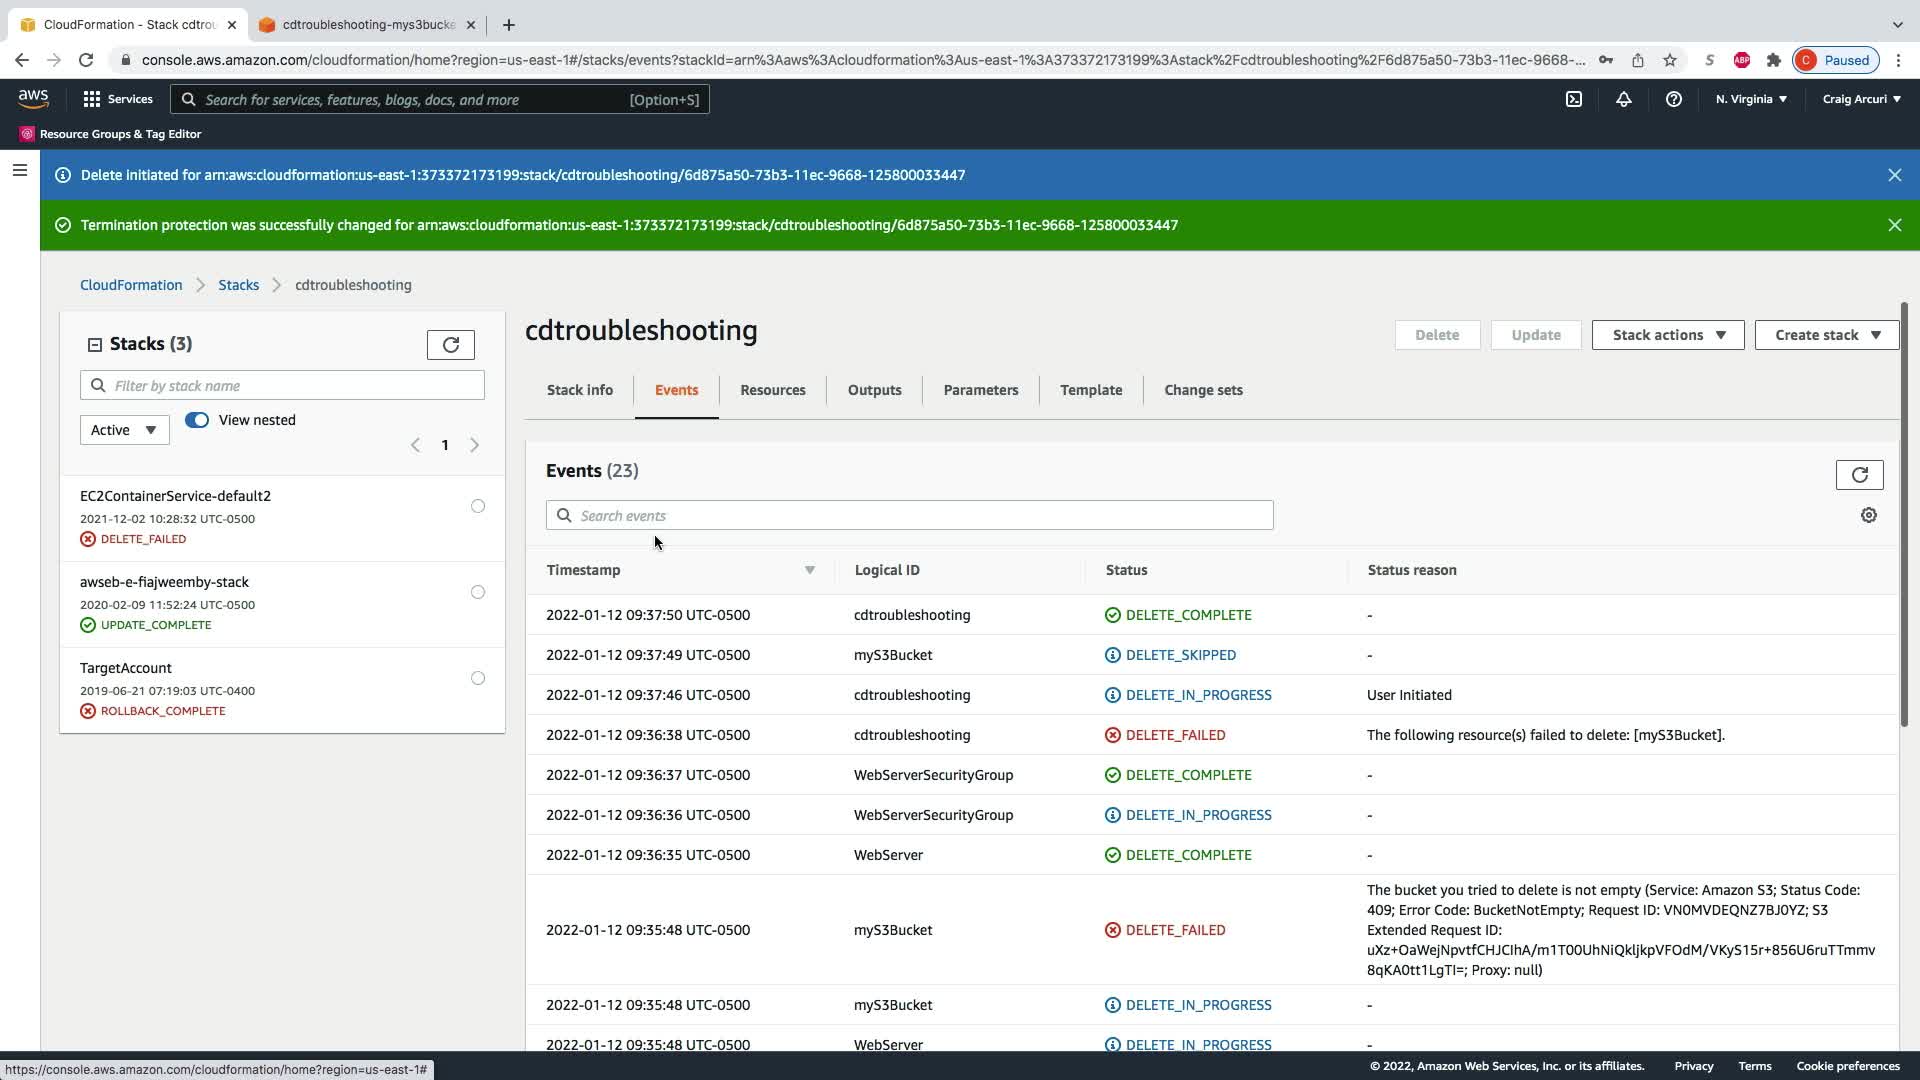 CloudFormation - Stack cdtrou
cdtroubleshooting-mys3bucke
console.aws.amazon.com/cloudformation/home?region=us-east-1#/stacks/events?stackId=arn%3Aaws%3Acloudformation%3Aus-east-1%3A373372173199%3Astack%2Fcdtroubleshooting%2F6d875a50-73b3-11ec-9668-...
S
ABP
C
Paused
aws
Services
Search for services, features, blogs, docs, and more
[Option+S]
N. Virginia
Craig Arcuri
Resource Groups & Tag Editor
Delete initiated for arn:aws:cloudformation:us-east-1:373372173199:stack/cdtroubleshooting/6d875a50-73b3-11ec-9668-125800033447
Termination protection was successfully changed for arn:aws:cloudformation:us-east-1:373372173199:stack/cdtroubleshooting/6d875a50-73b3-11ec-9668-125800033447
CloudFormation
Stacks
cdtroubleshooting
Stacks (3)
Filter by stack name
Active
View nested
1
EC2ContainerService-default2
2021-12-02 10:28:32 UTC-0500
DELETE_FAILED
awseb-e-fiajweemby-stack
2020-02-09 11:52:24 UTC-0500
UPDATE_COMPLETE
TargetAccount
2019-06-21 07:19:03 UTC-0400
ROLLBACK_COMPLETE
cdtroubleshooting
Delete
Update
Stack actions
Create stack
Stack info
Events
Resources
Outputs
Parameters
Template
Change sets
Events (23)
Search events
Timestamp Logical ID Status Status reason
2022-01-12 09:37:50 UTC-0500 cdtroubleshooting DELETE_COMPLETE -
2022-01-12 09:37:49 UTC-0500 myS3Bucket DELETE_SKIPPED -
2022-01-12 09:37:46 UTC-0500 cdtroubleshooting DELETE_IN_PROGRESS User Initiated
2022-01-12 09:36:38 UTC-0500 cdtroubleshooting DELETE_FAILED The following resource(s) failed to delete: [myS3Bucket].
2022-01-12 09:36:37 UTC-0500 WebServerSecurityGroup DELETE_COMPLETE -
2022-01-12 09:36:36 UTC-0500 WebServerSecurityGroup DELETE_IN_PROGRESS -
2022-01-12 09:36:35 UTC-0500 WebServer DELETE_COMPLETE -
2022-01-12 09:35:48 UTC-0500 myS3Bucket DELETE_FAILED
The bucket you tried to delete is not empty (Service: Amazon S3; Status Code:
409; Error Code: BucketNotEmpty; Request ID: VN0MVDEQNZ7BJ0YZ; S3
Extended Request ID:
uXz+OaWejNpvtfCHJCIhA/m1T00UhNiQkljkpVFOdM/VKyS15r+856U6ruTTmmv
8qKA0tt1LgTI=; Proxy: null)
2022-01-12 09:35:48 UTC-0500 myS3Bucket DELETE_IN_PROGRESS -
2022-01-12 09:35:48 UTC-0500 WebServer DELETE_IN_PROGRESS -
https://console.aws.amazon.com/cloudformation/home?region=us-east-1#
© 2022, Amazon Web Services, Inc. or its affiliates.
Privacy
Terms
Cookie preferences